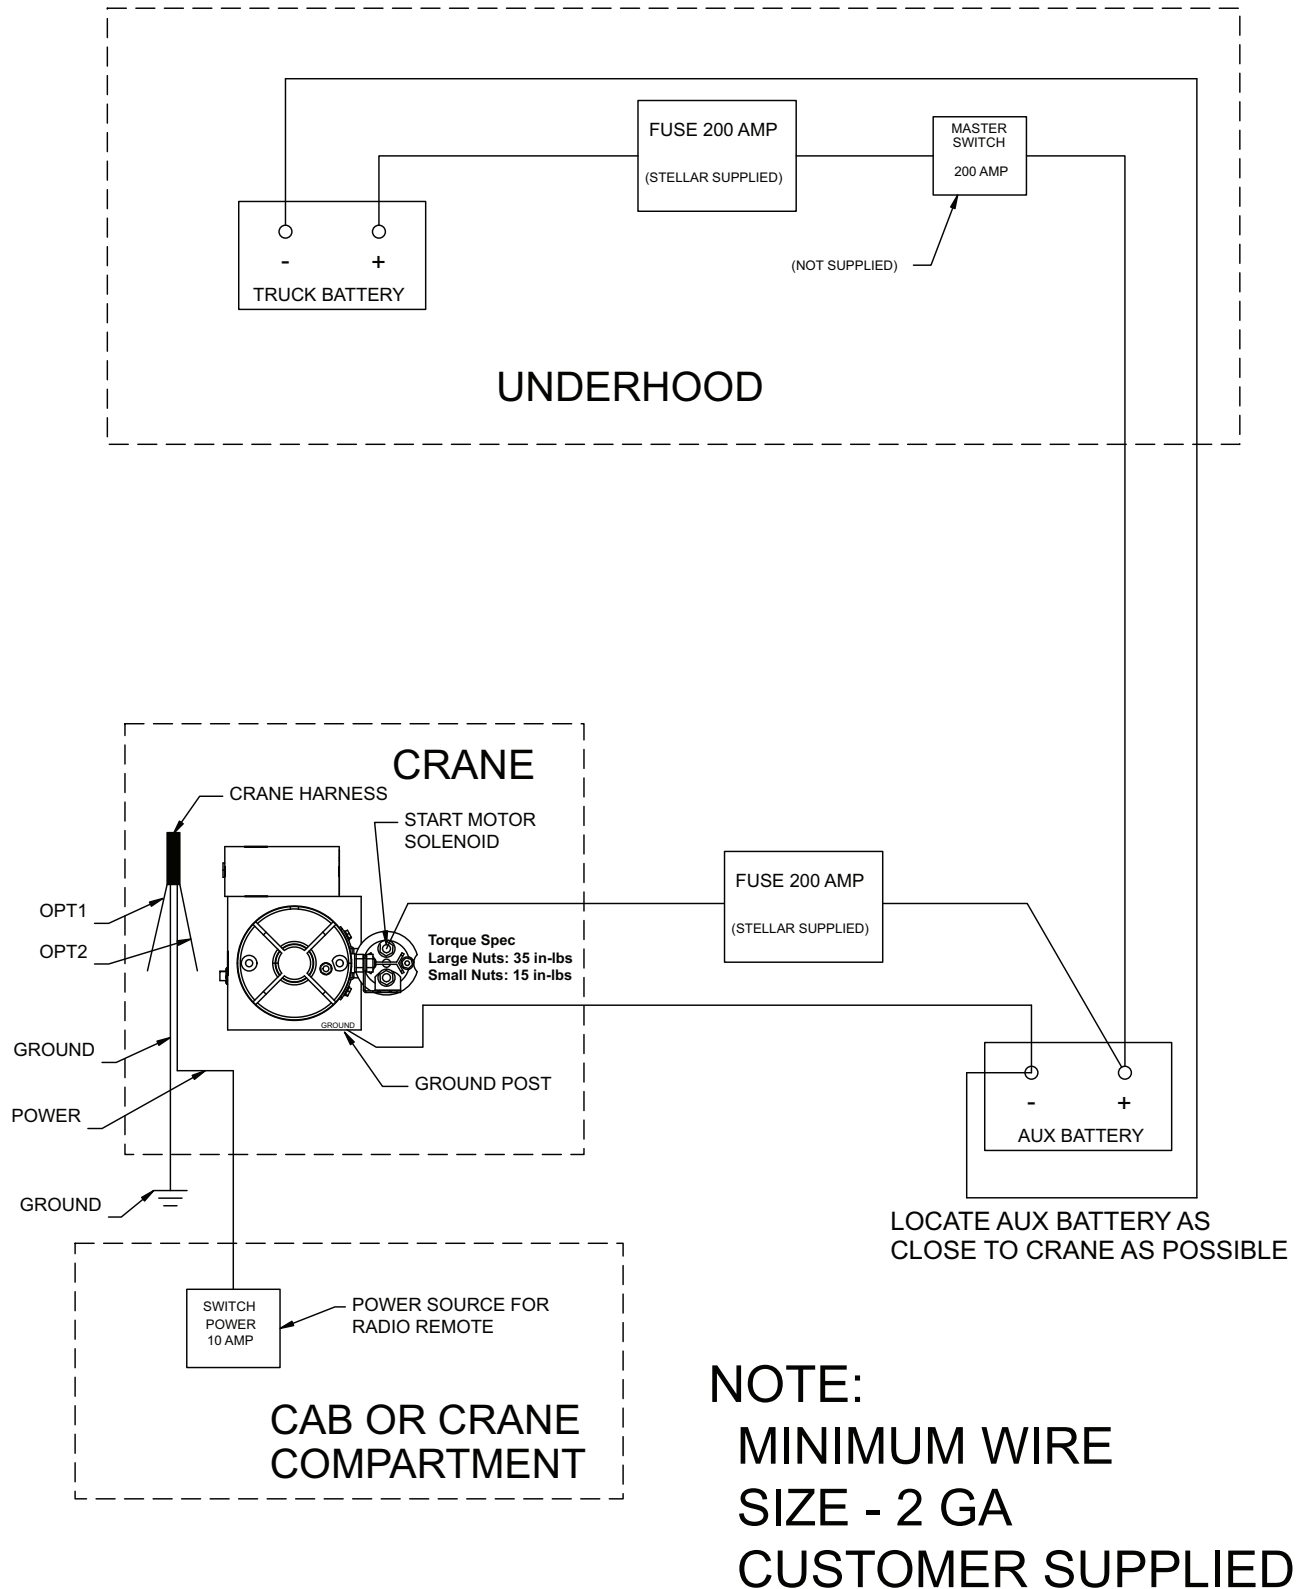 FUSE 200 AMP
(STELLAR SUPPLIED)
MASTER
SWITCH
200 AMP
(NOT SUPPLIED)
- +
TRUCK BATTERY
UNDERHOOD
CRANE
CRANE HARNESS
START MOTOR
SOLENOID
OPT1
OPT2
Torque Spec
Large Nuts: 35 in-lbs
Small Nuts: 15 in-lbs
FUSE 200 AMP
(STELLAR SUPPLIED)
GROUND
GROUND
GROUND POST
POWER
- +
AUX BATTERY
GROUND
LOCATE AUX BATTERY AS
CLOSE TO CRANE AS POSSIBLE
SWITCH
POWER
10 AMP
POWER SOURCE FOR
RADIO REMOTE
CAB OR CRANE
COMPARTMENT
NOTE:
MINIMUM WIRE
SIZE - 2 GA
CUSTOMER SUPPLIED